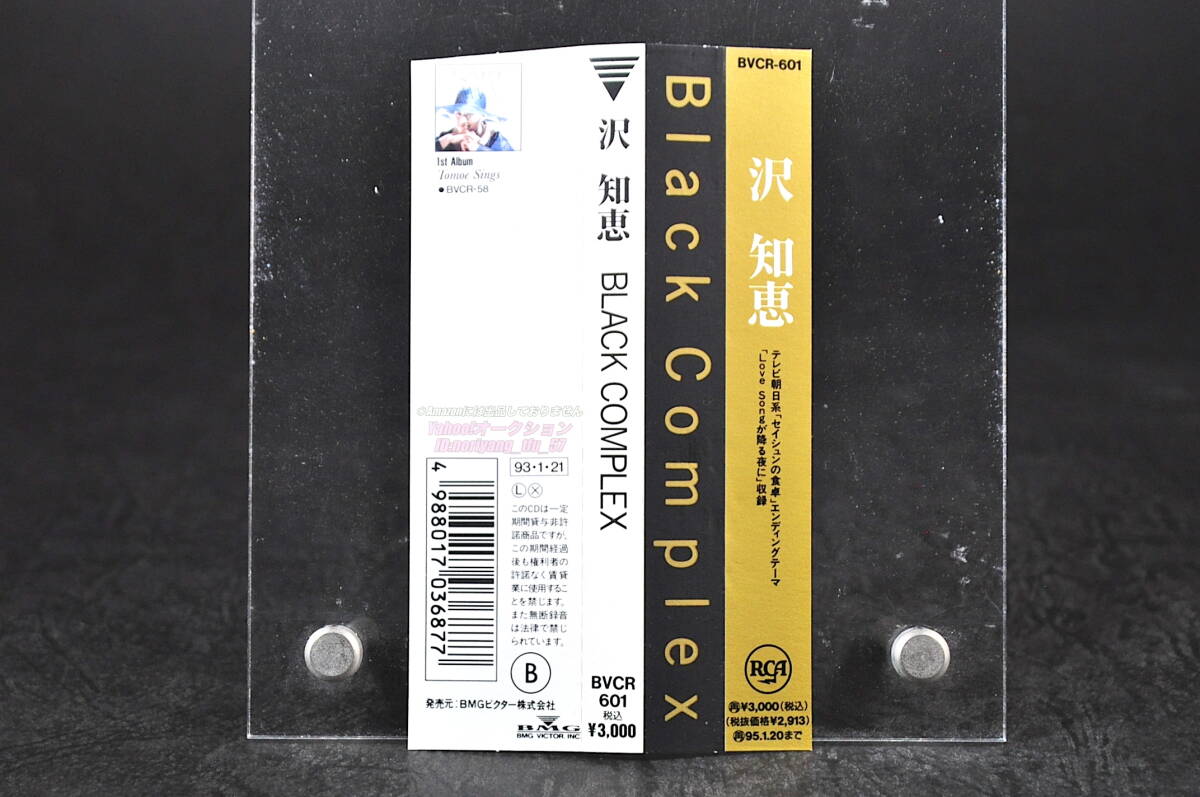 1st Album
Tomoe Sings
●BVCR-58
※Amazonには出品しておりません
Yahoo!オークション
ID:noriyang_tiu_57
4 988017 036877
93・1・21
Ⓛ Ⓧ
このCDは一定
期間貸与非許
諾商品ですが、
この期間経過
後も権利者の
許諾なく賃貸
業に使用するこ
とを禁じます。
また無断録音
は法律で禁じ
られています。
B
発売元:BMGビクター株式会社
BMG
BMG VICTOR, INC.
沢 知恵 BLACK COMPLEX
BVCR
601
税込
¥3,000
Black Complex
BVCR-601
沢 知恵
テレビ朝日系「セイシュンの食卓」エンディングテーマ
「Love Songが降る夜に」収録
RCA
㊢¥3,000(税込)
(税抜価格¥2,913)
㊢95.1.20まで